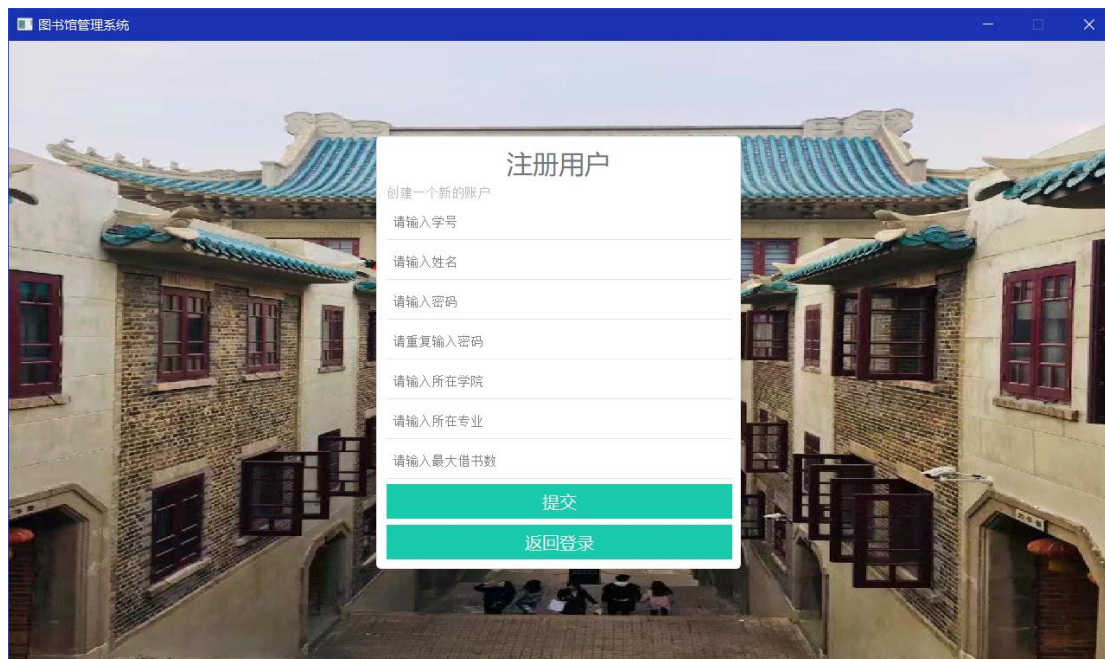 图书馆管理系统
注册用户
创建一个新的账户
请输入学号
请输入姓名
请输入密码
请重复输入密码
请输入所在学院
请输入所在专业
请输入最大借书数
提交
返回登录